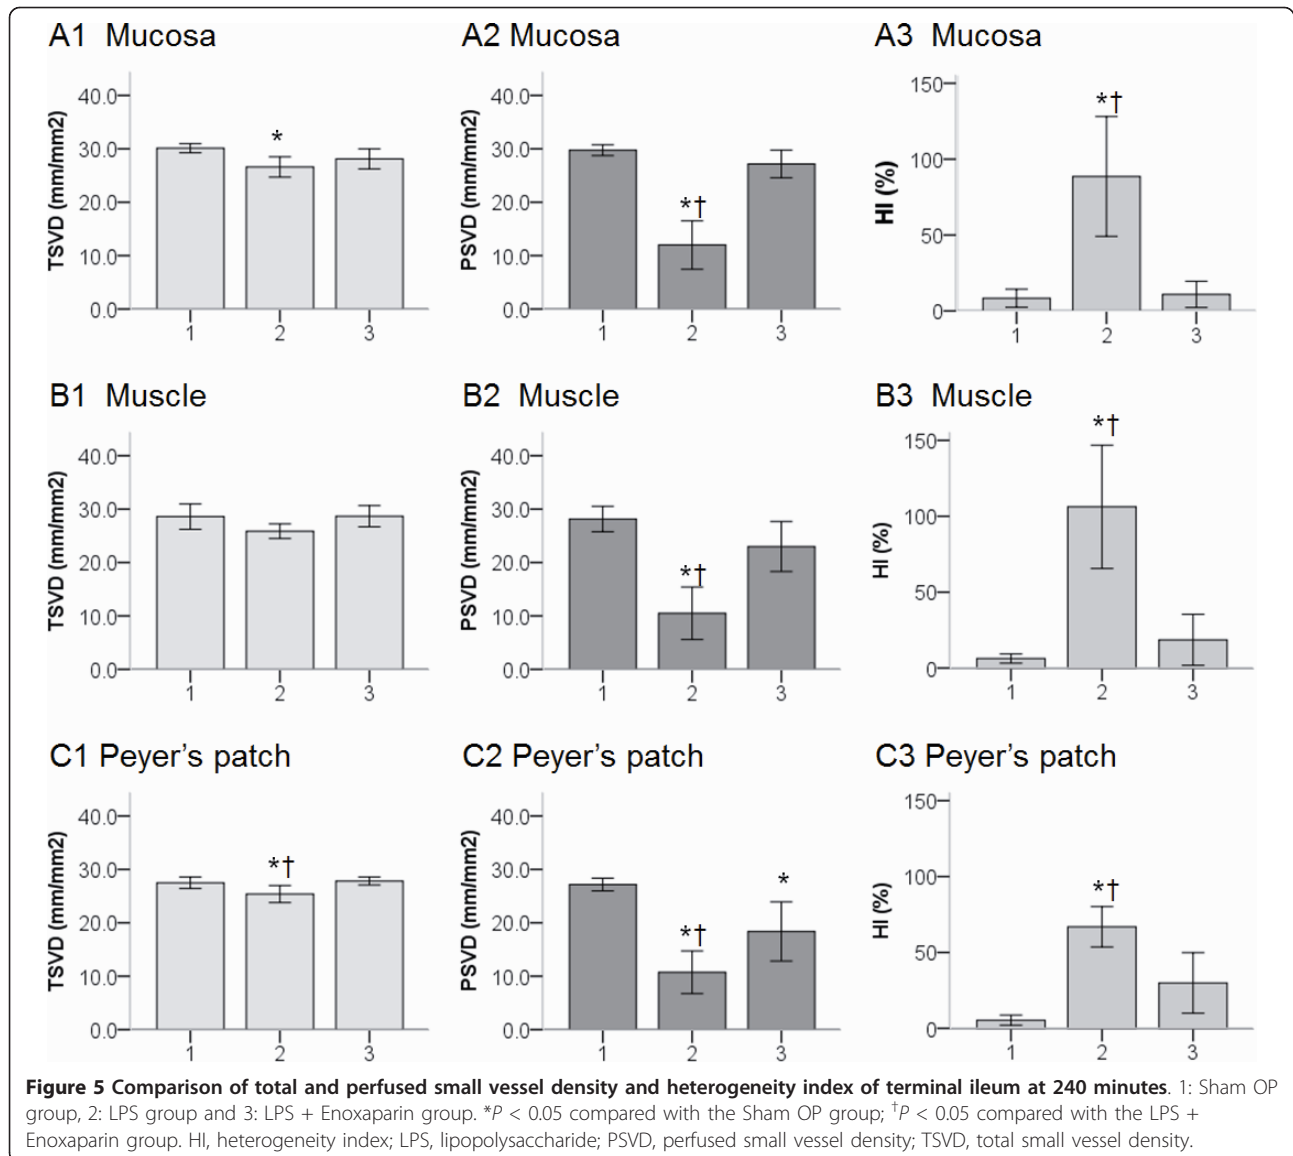 A1 Mucosa
A2 Mucosa
A3 Mucosa
TSVD (mm/mm2)
40.0
30.0
20.0
10.0
0.0
*
1 2 3
PSVD (mm/mm2)
40.0
30.0
20.0
10.0
0.0
*†
1 2 3
HI (%)
150
100
50
0
*†
1 2 3
B1 Muscle
B2 Muscle
B3 Muscle
TSVD (mm/mm2)
40.0
30.0
20.0
10.0
0.0
1 2 3
PSVD (mm/mm2)
40.0
30.0
20.0
10.0
0.0
*†
1 2 3
HI (%)
150
100
50
0
*†
1 2 3
C1 Peyer’s patch
C2 Peyer’s patch
C3 Peyer’s patch
TSVD (mm/mm2)
40.0
30.0
20.0
10.0
0.0
*†
1 2 3
PSVD (mm/mm2)
40.0
30.0
20.0
10.0
0.0
*†
*
1 2 3
HI (%)
150
100
50
0
*†
1 2 3
Figure 5 Comparison of total and perfused small vessel density and heterogeneity index of terminal ileum at 240 minutes. 1: Sham OP
group, 2: LPS group and 3: LPS + Enoxaparin group. *P < 0.05 compared with the Sham OP group; †P < 0.05 compared with the LPS +
Enoxaparin group. HI, heterogeneity index; LPS, lipopolysaccharide; PSVD, perfused small vessel density; TSVD, total small vessel density.